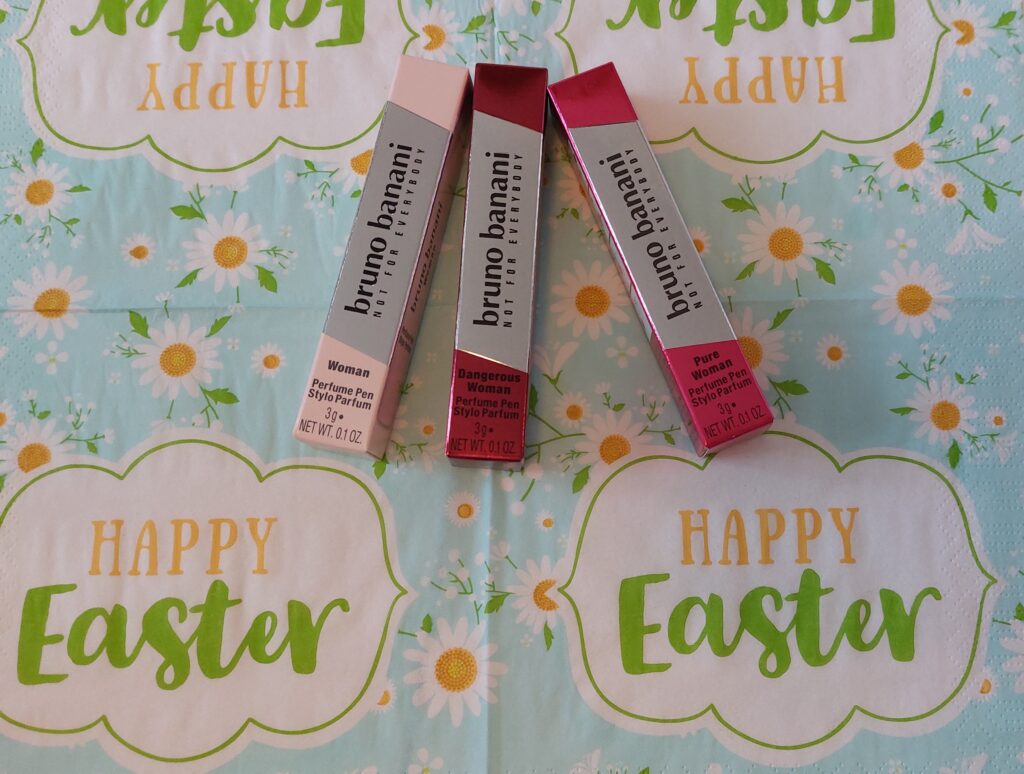 Easter
HAPPY
Easter
HAPPY
bruno banani
NOT FOR EVERYBODY
bruno banani
Woman
Perfume Pen
Stylo Parfum
3g•
NET WT. 0.1 OZ.
bruno banani
NOT FOR EVERYBODY
Dangerous
Woman
Perfume Pen
Stylo Parfum
3g•
NET WT. 0.1 OZ.
bruno banani
NOT FOR EVERYBODY
Pure
Woman
Perfume Pen
Stylo Parfum
3g•
NET WT. 0.1 OZ.
HAPPY
Easter
HAPPY
Easter